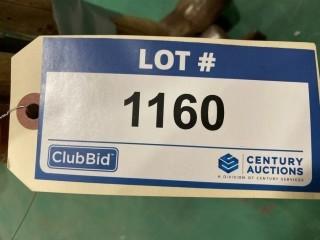 LOT #
1160
ClubBid
CENTURY
AUCTIONS
A DIVISION OF CENTURY SERVICES